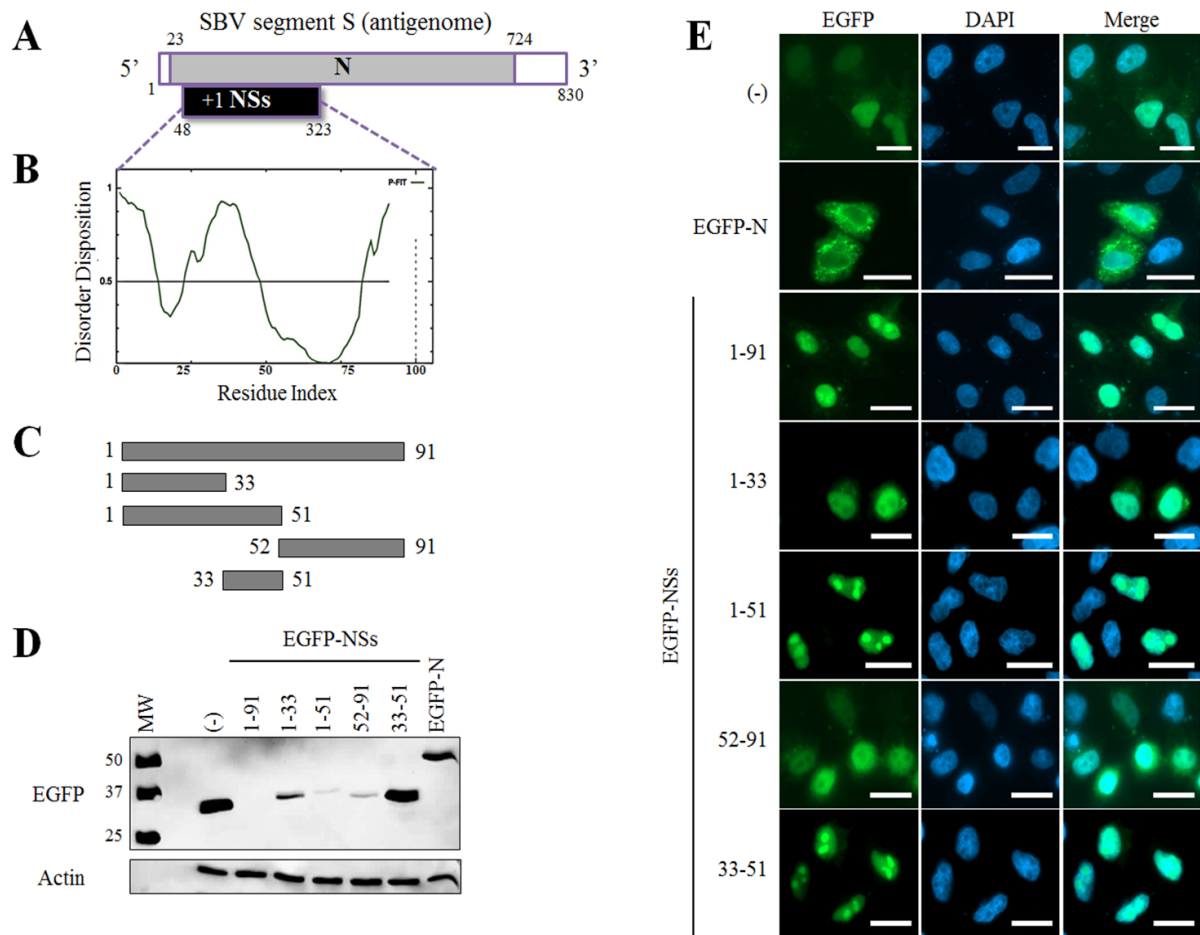 A
SBV segment S (antigenome)
23
724
5’
N
3’
1
+1 NSs
830
48
323
B
Disorder Disposition
P-FIT
1
0.5
0
25
50
75
100
Residue Index
C
1
91
1
33
1
51
52
91
33
51
D
EGFP-NSs
MW
(-)
1-91
1-33
1-51
52-91
33-51
EGFP-N
50
EGFP
37
25
Actin
E
EGFP
DAPI
Merge
(-)
EGFP-N
EGFP-NSs
1-91
1-33
1-51
52-91
33-51